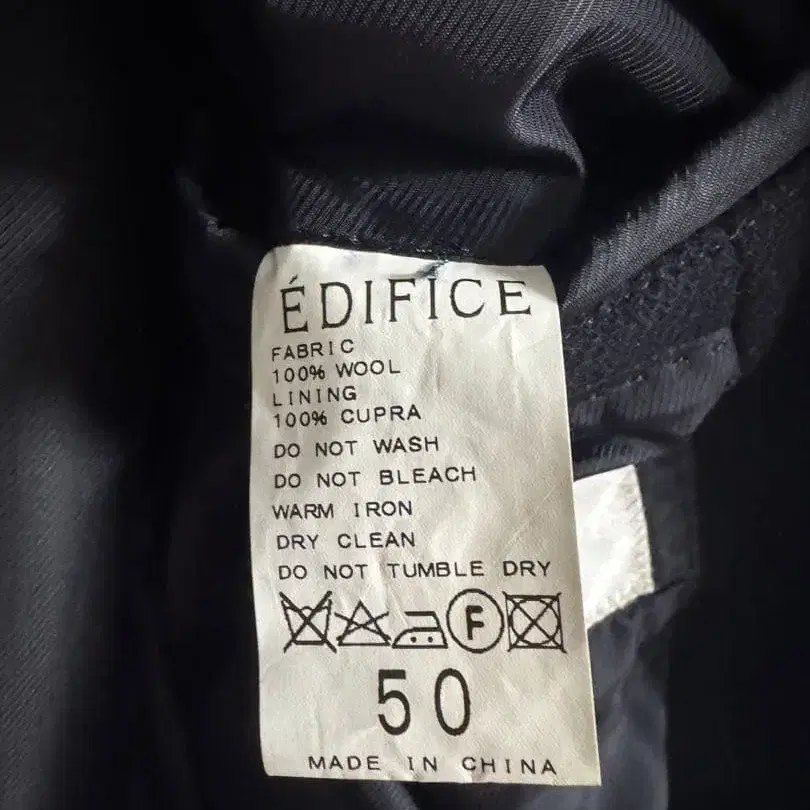 ÉDIFICE
FABRIC
100% WOOL
LINING
100% CUPRA
DO NOT WASH
DO NOT BLEACH
WARM IRON
DRY CLEAN
DO NOT TUMBLE DRY
F
50
MADE IN CHINA